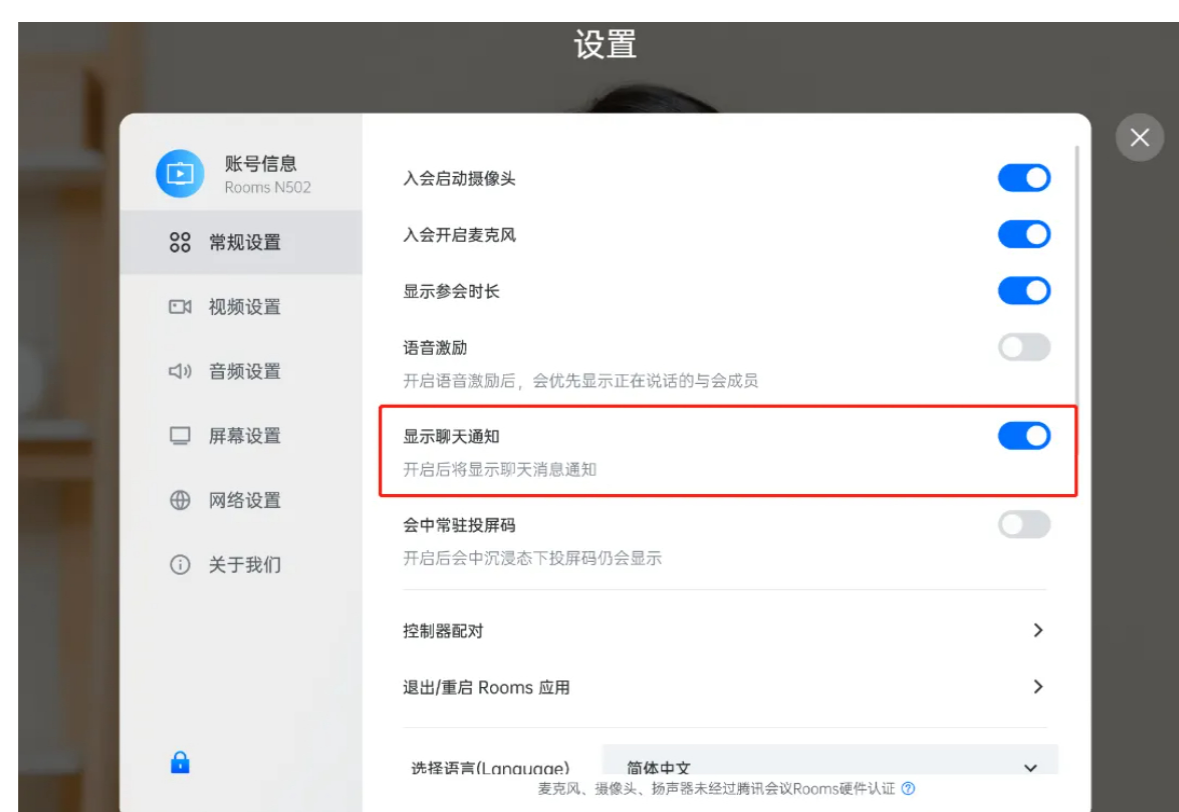 设置
账号信息
Rooms N502
常规设置
视频设置
音频设置
屏幕设置
网络设置
关于我们
入会启动摄像头
入会开启麦克风
显示参会时长
语音激励
开启语音激励后，会优先显示正在说话的与会成员
显示聊天通知
开启后将显示聊天消息通知
会中常驻投屏码
开启后会中沉浸态下投屏码仍会显示
控制器配对
退出/重启 Rooms 应用
选择语言(Language) 简体中文
麦克风、摄像头、扬声器未经过腾讯会议Rooms硬件认证